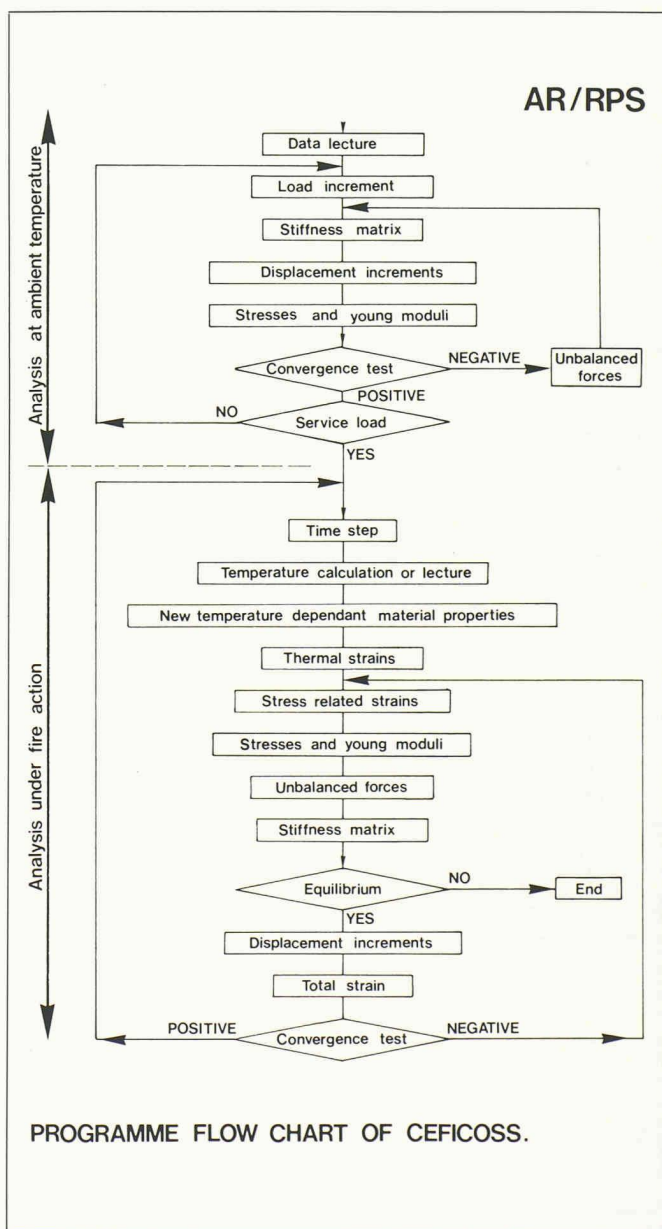 AR/RPS
Analysis at ambient temperature
Data lecture
Load increment
Stiffness matrix
Displacement increments
Stresses and young moduli
Convergence test
NEGATIVE
Unbalanced
forces
POSITIVE
NO
Service load
YES
Analysis under fire action
Time step
Temperature calculation or lecture
New temperature dependant material properties
Thermal strains
Stress related strains
Stresses and young moduli
Unbalanced forces
Stiffness matrix
Equilibrium
NO
End
YES
Displacement increments
Total strain
POSITIVE
Convergence test
NEGATIVE
PROGRAMME FLOW CHART OF CEFICOSS.